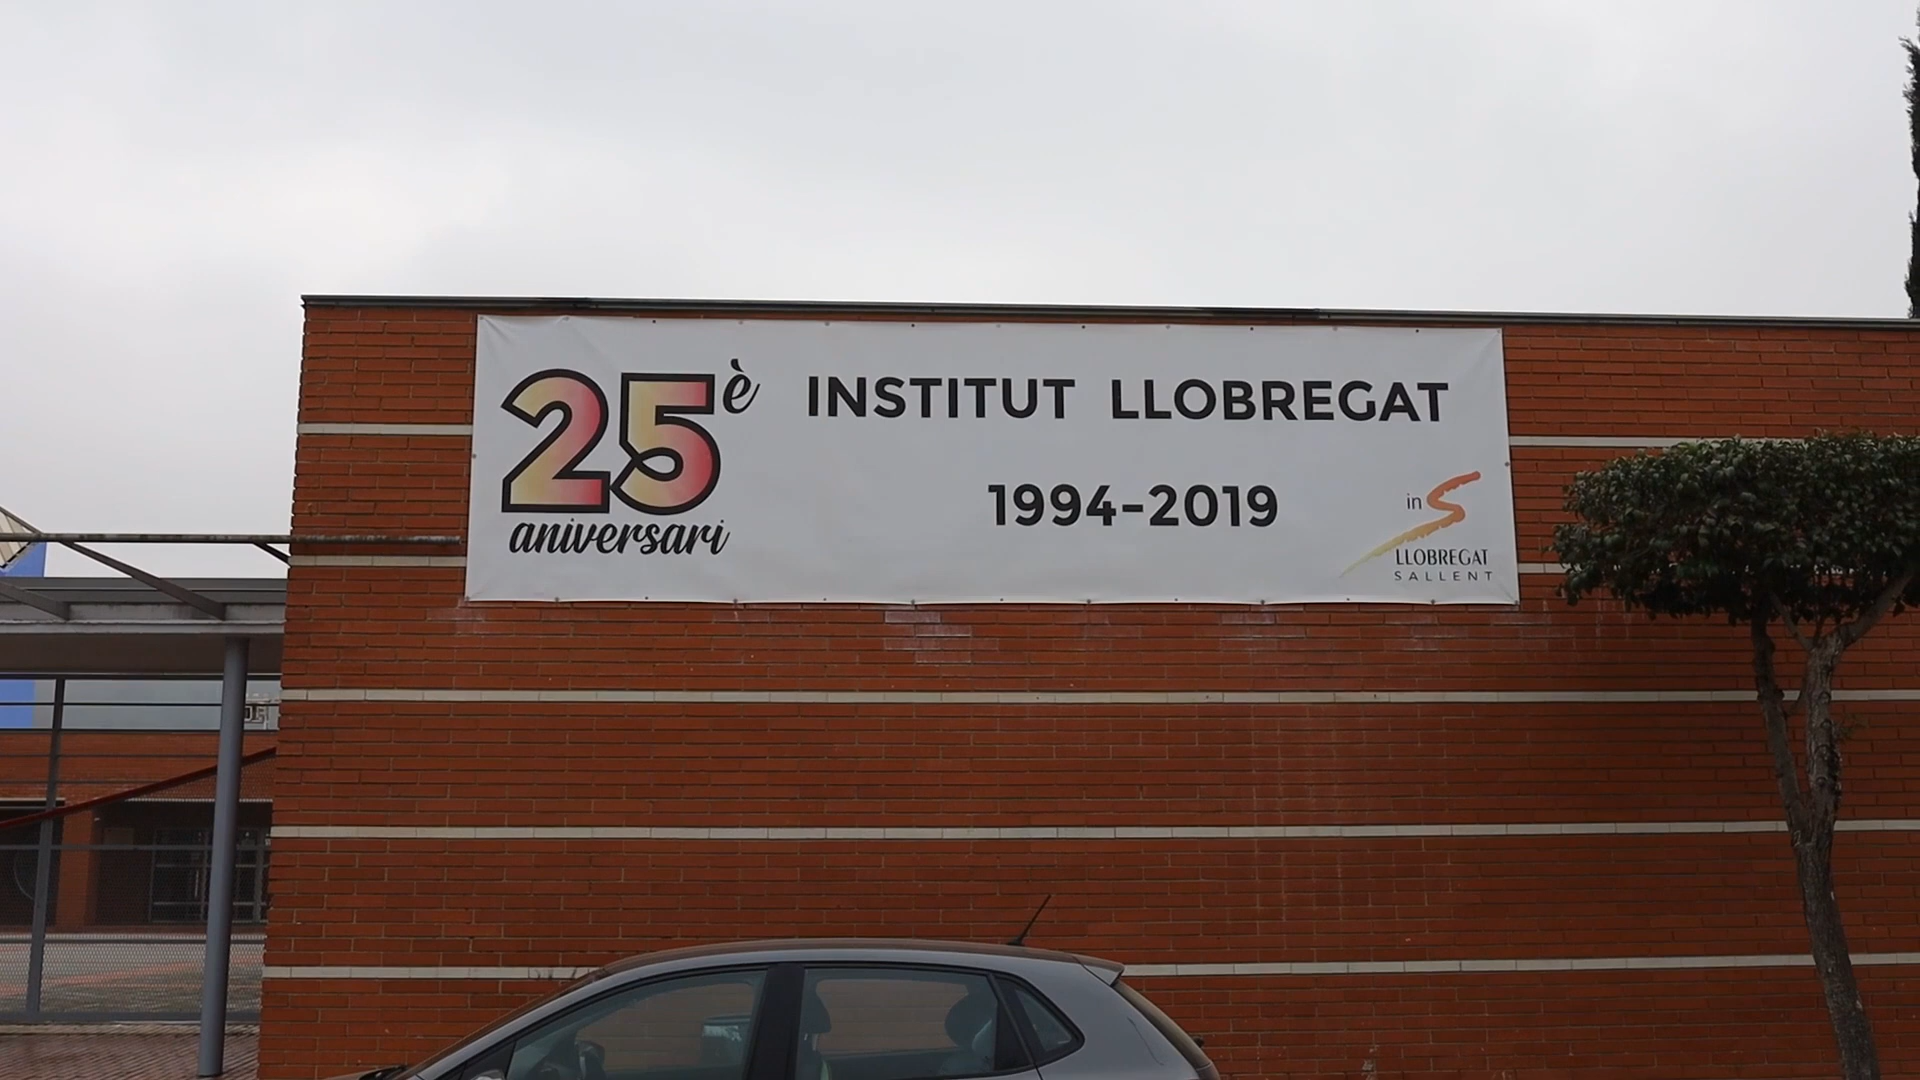 25è
aniversari
INSTITUT LLOBREGAT
1994-2019
inS
LLOBREGAT
SALLENT